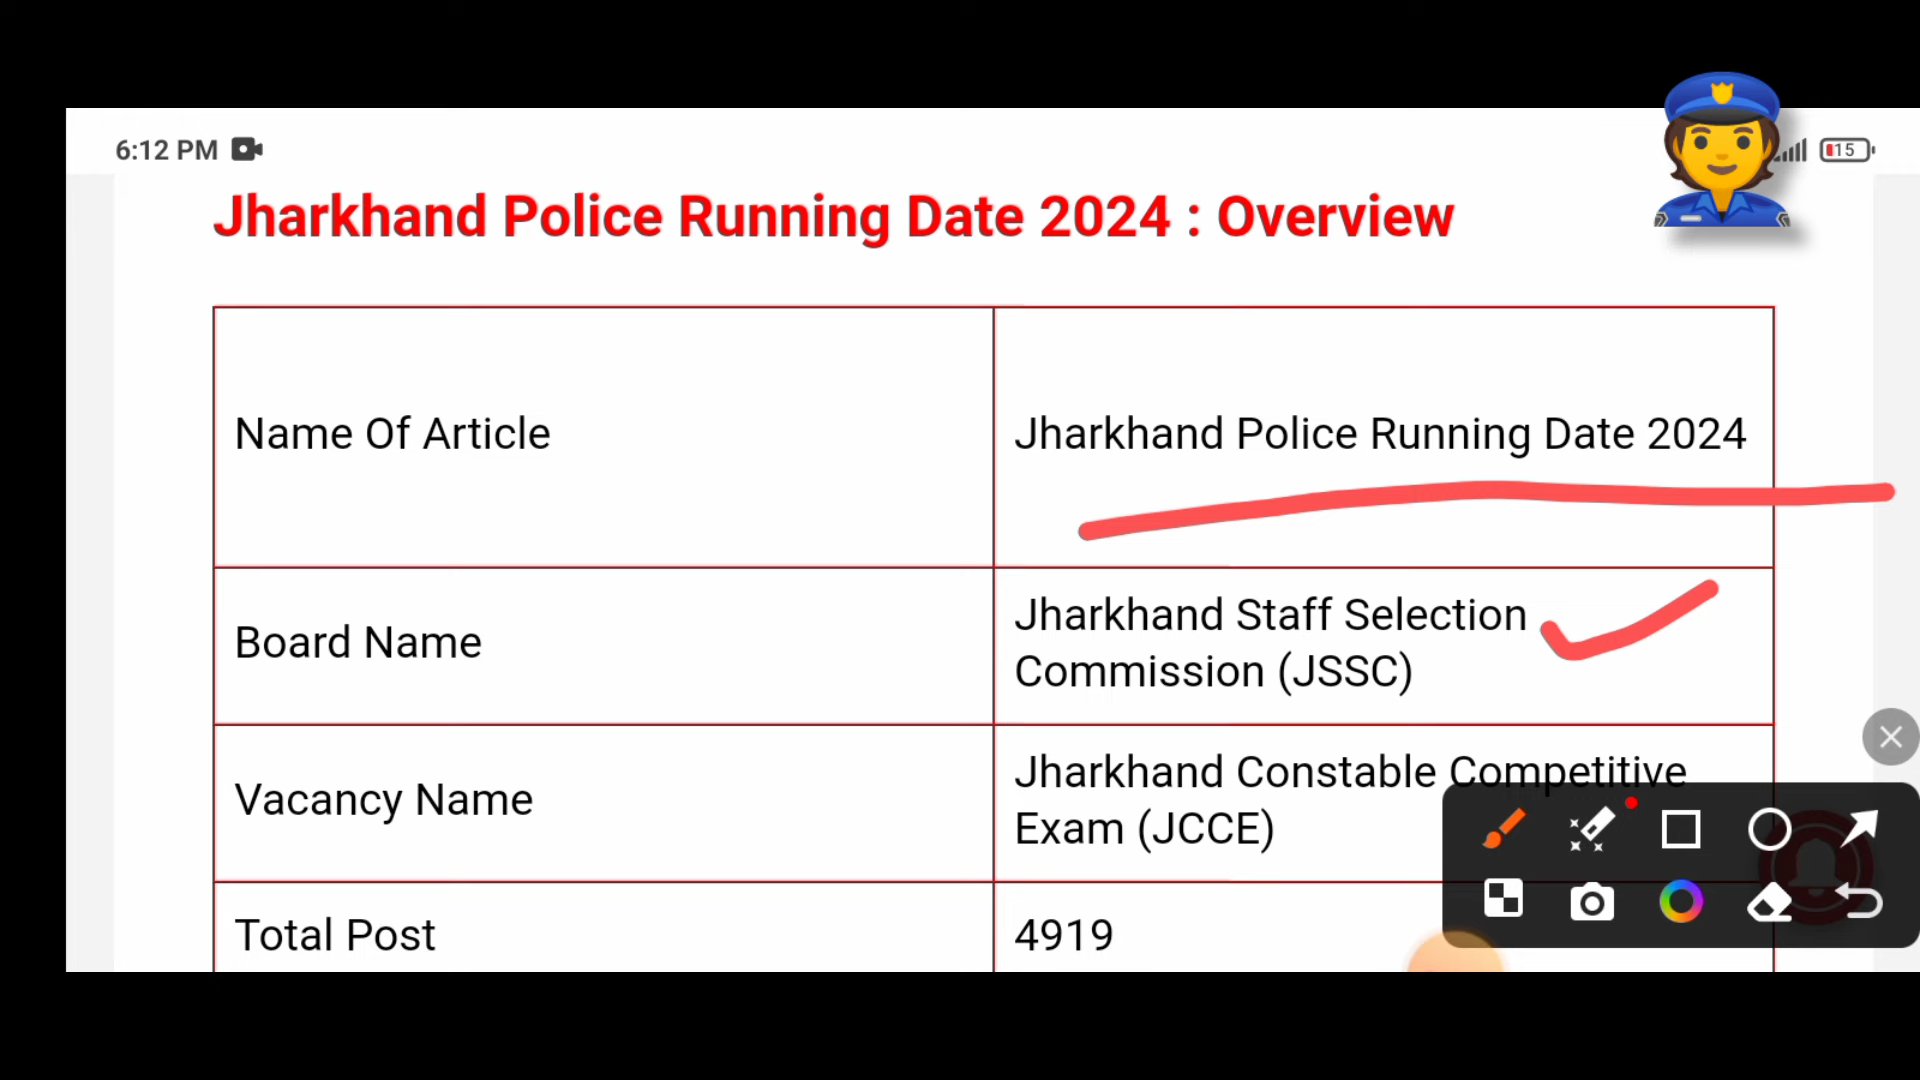 6:12 PM
15
Jharkhand Police Running Date 2024 : Overview
Name Of Article
Jharkhand Police Running Date 2024
Board Name
Jharkhand Staff Selection
Commission (JSSC)
Vacancy Name
Jharkhand Constable Competitive
Exam (JCCE)
Total Post
4919